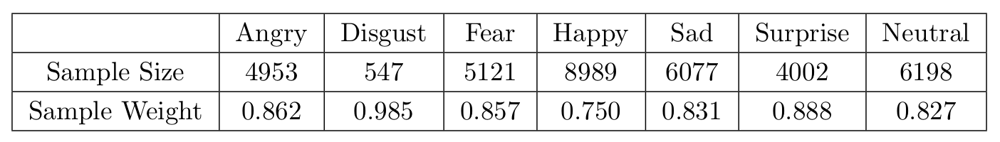 Angry Disgust Fear Happy Sad Surprise Neutral
Sample Size 4953 547 5121 8989 6077 4002 6198
Sample Weight 0.862 0.985 0.857 0.750 0.831 0.888 0.827